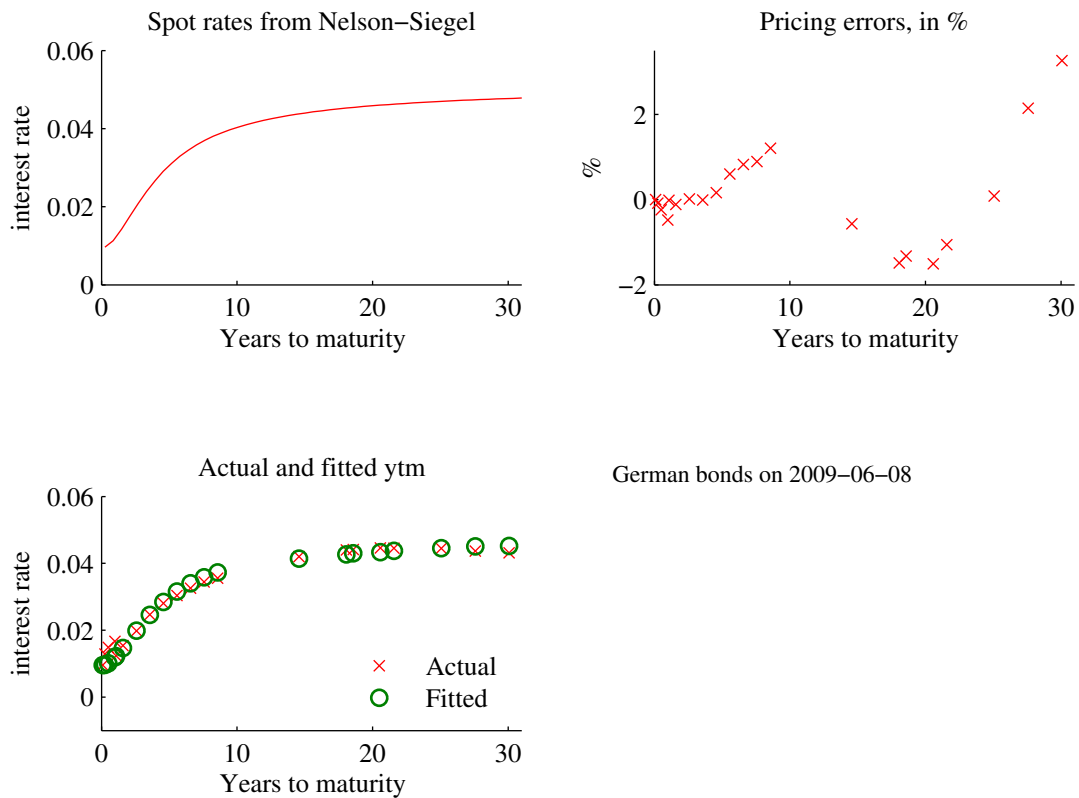 Spot rates from Nelson−Siegel
0.06
0.04
0.02
0
interest rate
0 10 20 30
Years to maturity
Pricing errors, in %
2
0
−2
%
0 10 20 30
Years to maturity
Actual and fitted ytm
0.06
0.04
0.02
0
interest rate
Actual
Fitted
0 10 20 30
Years to maturity
German bonds on 2009−06−08